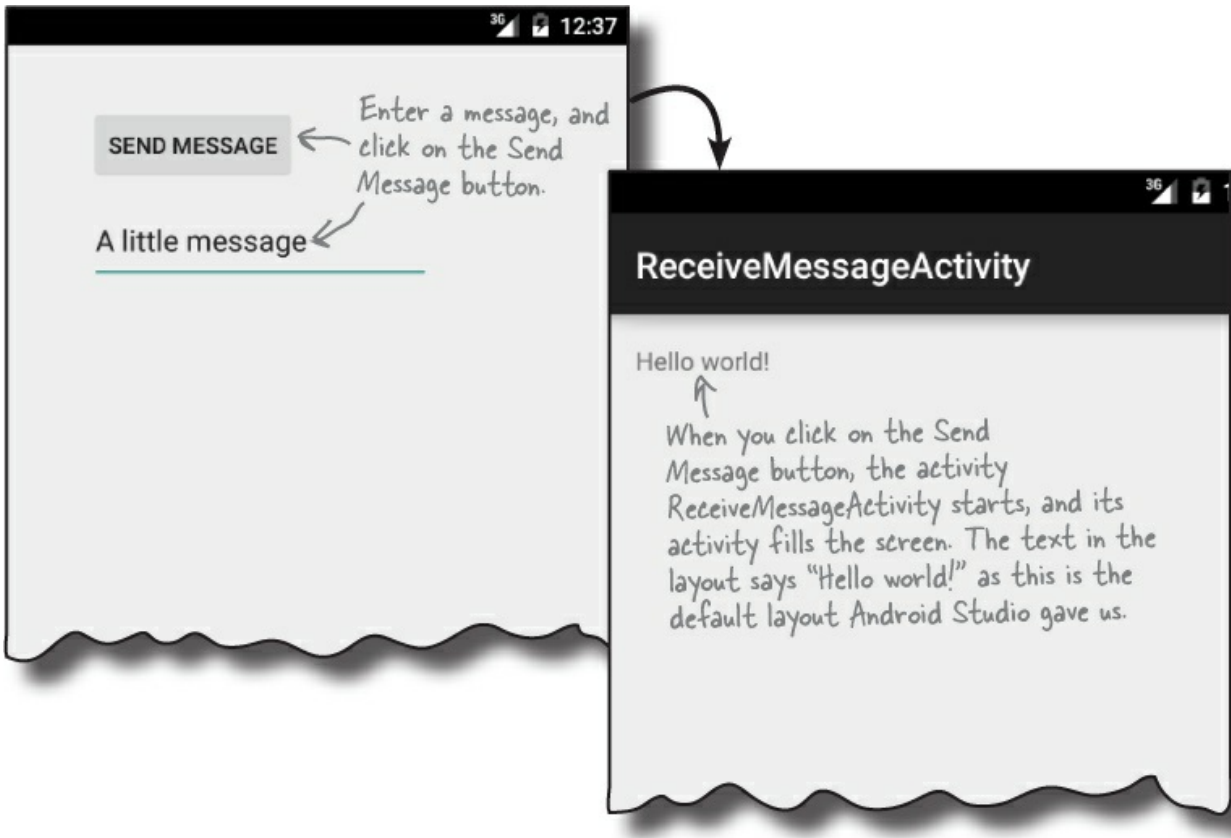 3G 12:37
SEND MESSAGE
Enter a message, and
click on the Send
Message button.
A little message
3G
ReceiveMessageActivity
Hello world!
When you click on the Send
Message button, the activity
ReceiveMessageActivity starts, and its
activity fills the screen. The text in the
layout says “Hello world!” as this is the
default layout Android Studio gave us.